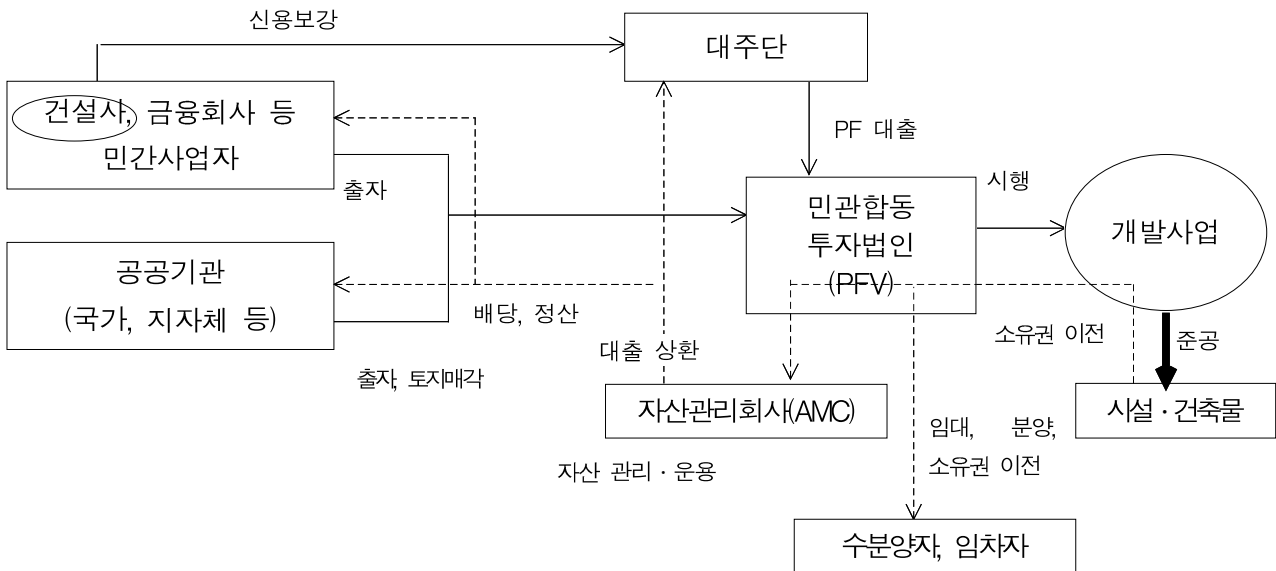 신용보강
대주단
건설사, 금융회사 등
민간사업자
PF 대출
출자
민관합동
투자법인
(PFV)
시행
개발사업
공공기관
(국가, 지자체 등)
배당, 정산
대출 상환
소유권 이전
준공
출자, 토지매각
자산관리회사(AMC)
시설·건축물
임대, 분양,
소유권 이전
자산 관리·운용
수분양자, 임차자